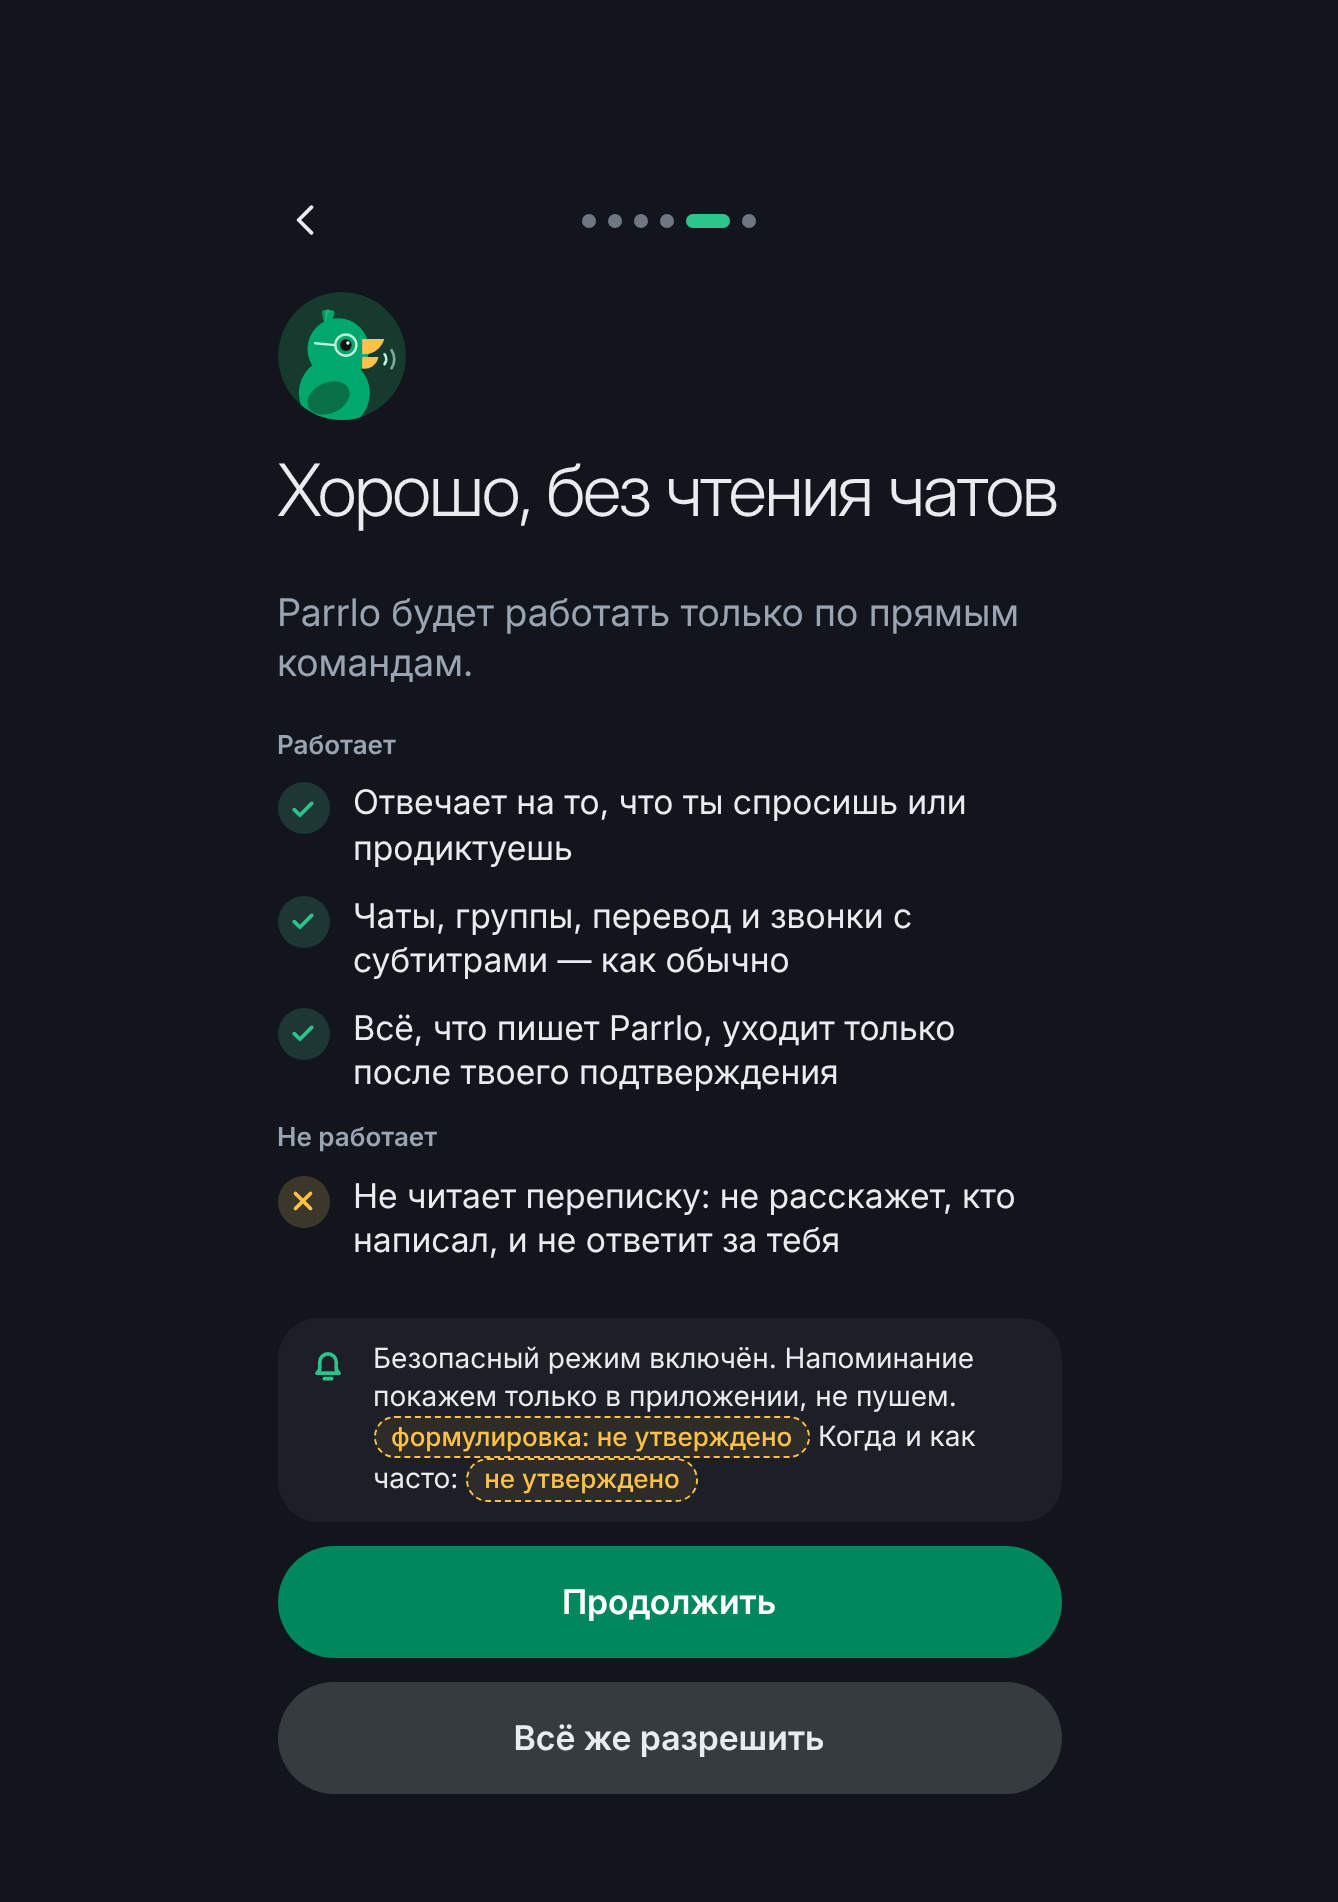 Хорошо, без чтения чатов
Parrlo будет работать только по прямым
командам.
Работает
Отвечает на то, что ты спросишь или
продиктуешь
Чаты, группы, перевод и звонки с
субтитрами — как обычно
Всё, что пишет Parrlo, уходит только
после твоего подтверждения
Не работает
Не читает переписку: не расскажет, кто
написал, и не ответит за тебя
Безопасный режим включён. Напоминание
покажем только в приложении, не пушем.
формулировка: не утверждено Когда и как
часто: не утверждено
Продолжить
Всё же разрешить